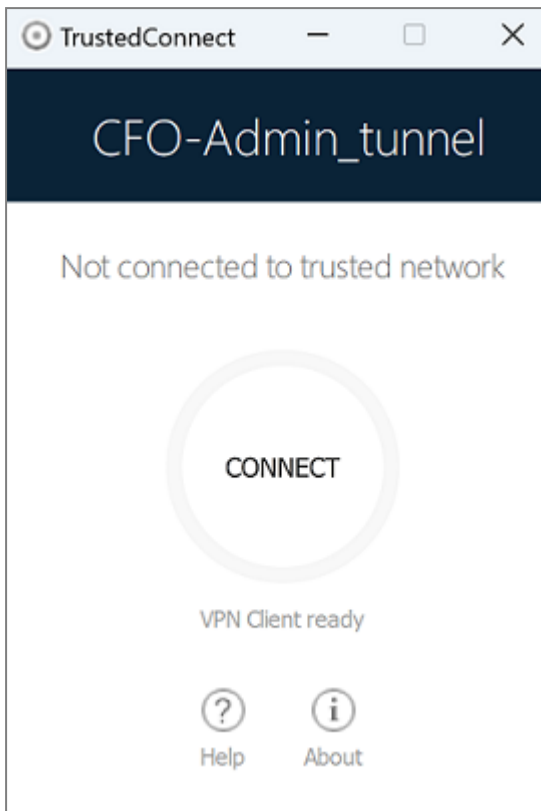 TrustedConnect
CFO-Admin_tunnel
Not connected to trusted network
CONNECT
VPN Client ready
Help About